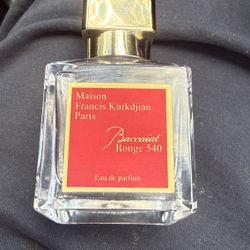 Maison
Francis Kurkdjian
Paris
Baccarat
Rouge 540
Eau de parfum